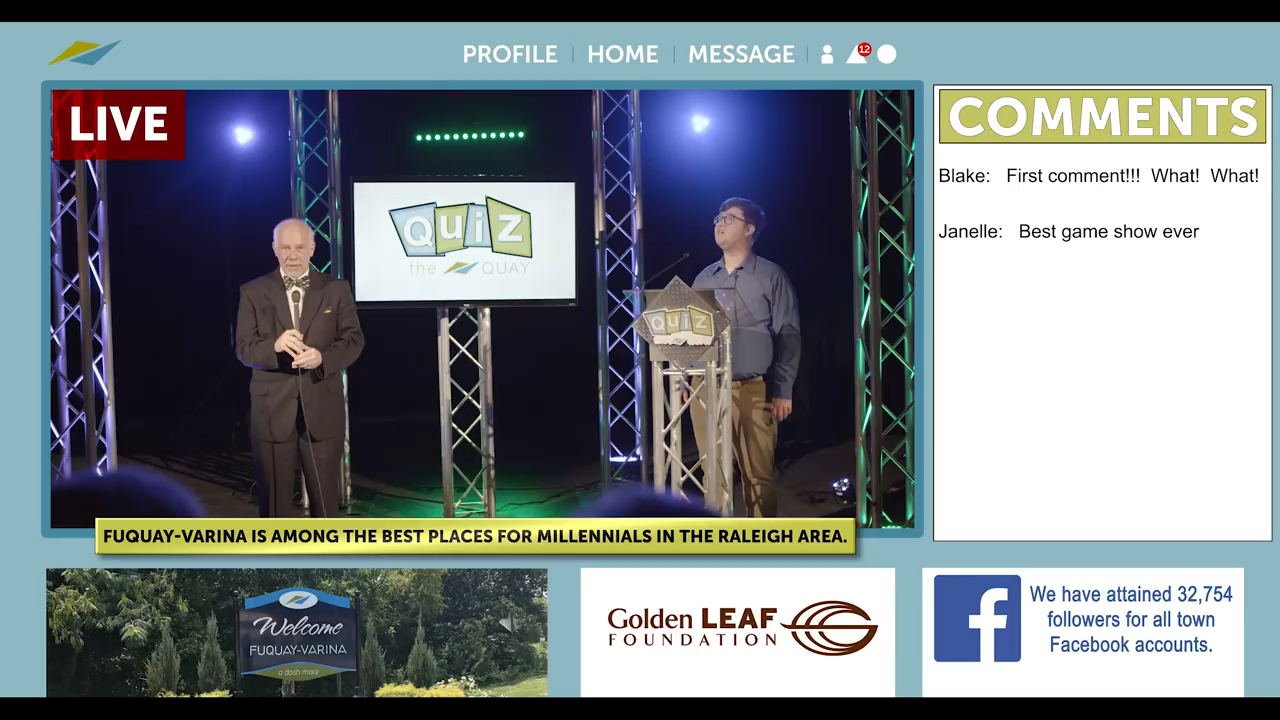 PROFILE HOME MESSAGE 12
LIVE
QUIZ
the QUAY
QUIZ
FUQUAY-VARINA IS AMONG THE BEST PLACES FOR MILLENNIALS IN THE RALEIGH AREA.
COMMENTS
Blake: First comment!!! What! What!
Janelle: Best game show ever
Welcome
FUQUAY-VARINA
a dash more
Golden LEAF
FOUNDATION
We have attained 32,754
followers for all town
Facebook accounts.